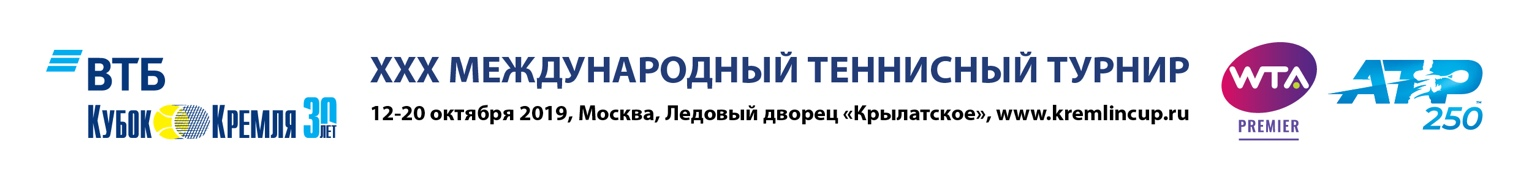 ВТБ
Кубок Кремля 30 ЛЕТ
XXX МЕЖДУНАРОДНЫЙ ТЕННИСНЫЙ ТУРНИР
12-20 октября 2019, Москва, Ледовый дворец «Крылатское», www.kremlincup.ru
WTA
PREMIER
ATP
250